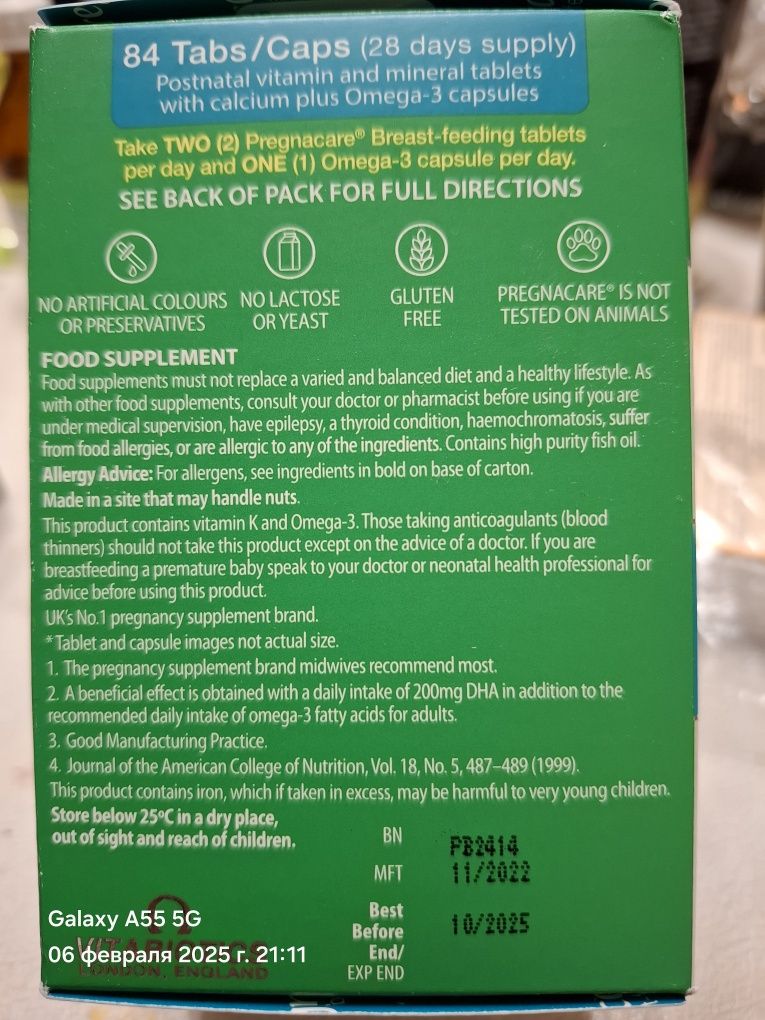 84 Tabs/Caps (28 days supply)
Postnatal vitamin and mineral tablets
with calcium plus Omega-3 capsules
Take TWO (2) Pregnacare® Breast-feeding tablets
per day and ONE (1) Omega-3 capsule per day.
SEE BACK OF PACK FOR FULL DIRECTIONS
NO ARTIFICIAL COLOURS
OR PRESERVATIVES
NO LACTOSE
OR YEAST
GLUTEN
FREE
PREGNACARE® IS NOT
TESTED ON ANIMALS
FOOD SUPPLEMENT
Food supplements must not replace a varied and balanced diet and a healthy lifestyle. As
with other food supplements, consult your doctor or pharmacist before using if you are
under medical supervision, have epilepsy, a thyroid condition, haemochromatosis, suffer
from food allergies, or are allergic to any of the ingredients. Contains high purity fish oil.
Allergy Advice: For allergens, see ingredients in bold on base of carton.
Made in a site that may handle nuts.
This product contains vitamin K and Omega-3. Those taking anticoagulants (blood
thinners) should not take this product except on the advice of a doctor. If you are
breastfeeding a premature baby speak to your doctor or neonatal health professional for
advice before using this product.
UK's No.1 pregnancy supplement brand.
*Tablet and capsule images not actual size.
1. The pregnancy supplement brand midwives recommend most.
2. A beneficial effect is obtained with a daily intake of 200mg DHA in addition to the
recommended daily intake of omega-3 fatty acids for adults.
3. Good Manufacturing Practice.
4. Journal of the American College of Nutrition, Vol. 18, No. 5, 487–489 (1999).
This product contains iron, which if taken in excess, may be harmful to very young children.
Store below 25ºC in a dry place,
out of sight and reach of children.
BN PB2414
MFT 11/2022
Best
Before
End/
EXP END
10/2025
VITABIOTICS
LONDON, ENGLAND
Galaxy A55 5G
06 февраля 2025 г. 21:11